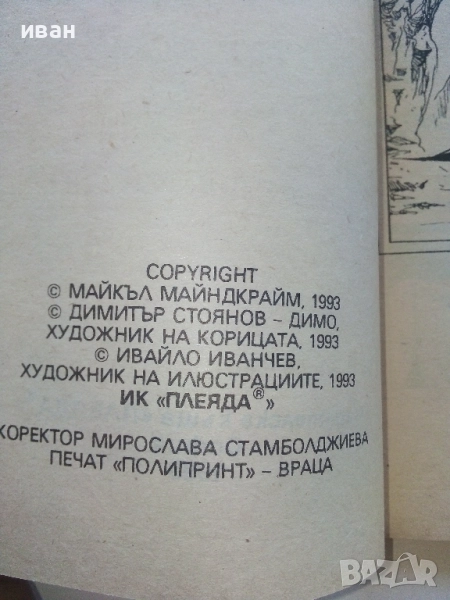 иван
COPYRIGHT
© МАЙКЪЛ МАЙНДКРАЙМ, 1993
© ДИМИТЪР СТОЯНОВ – ДИМО,
ХУДОЖНИК НА КОРИЦАТА, 1993
© ИВАЙЛО ИВАНЧЕВ,
ХУДОЖНИК НА ИЛЮСТРАЦИИТЕ, 1993
ИК «ПЛЕЯДА®»
КОРЕКТОР МИРОСЛАВА СТАМБОЛДЖИЕВА
ПЕЧАТ «ПОЛИПРИНТ» – ВРАЦА
BAZAR